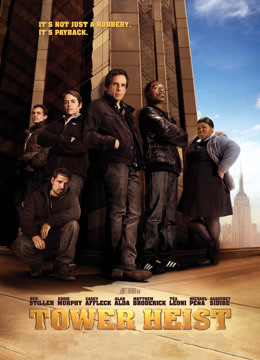 IT'S NOT JUST A ROBBERY.
IT'S PAYBACK.
BEN STILLER EDDIE MURPHY CASEY AFFLECK ALAN ALDA MATTHEW BRODERICK TÉA LEONI MICHAEL PEÑA GABOUREY SIDIBE
TOWER HEIST